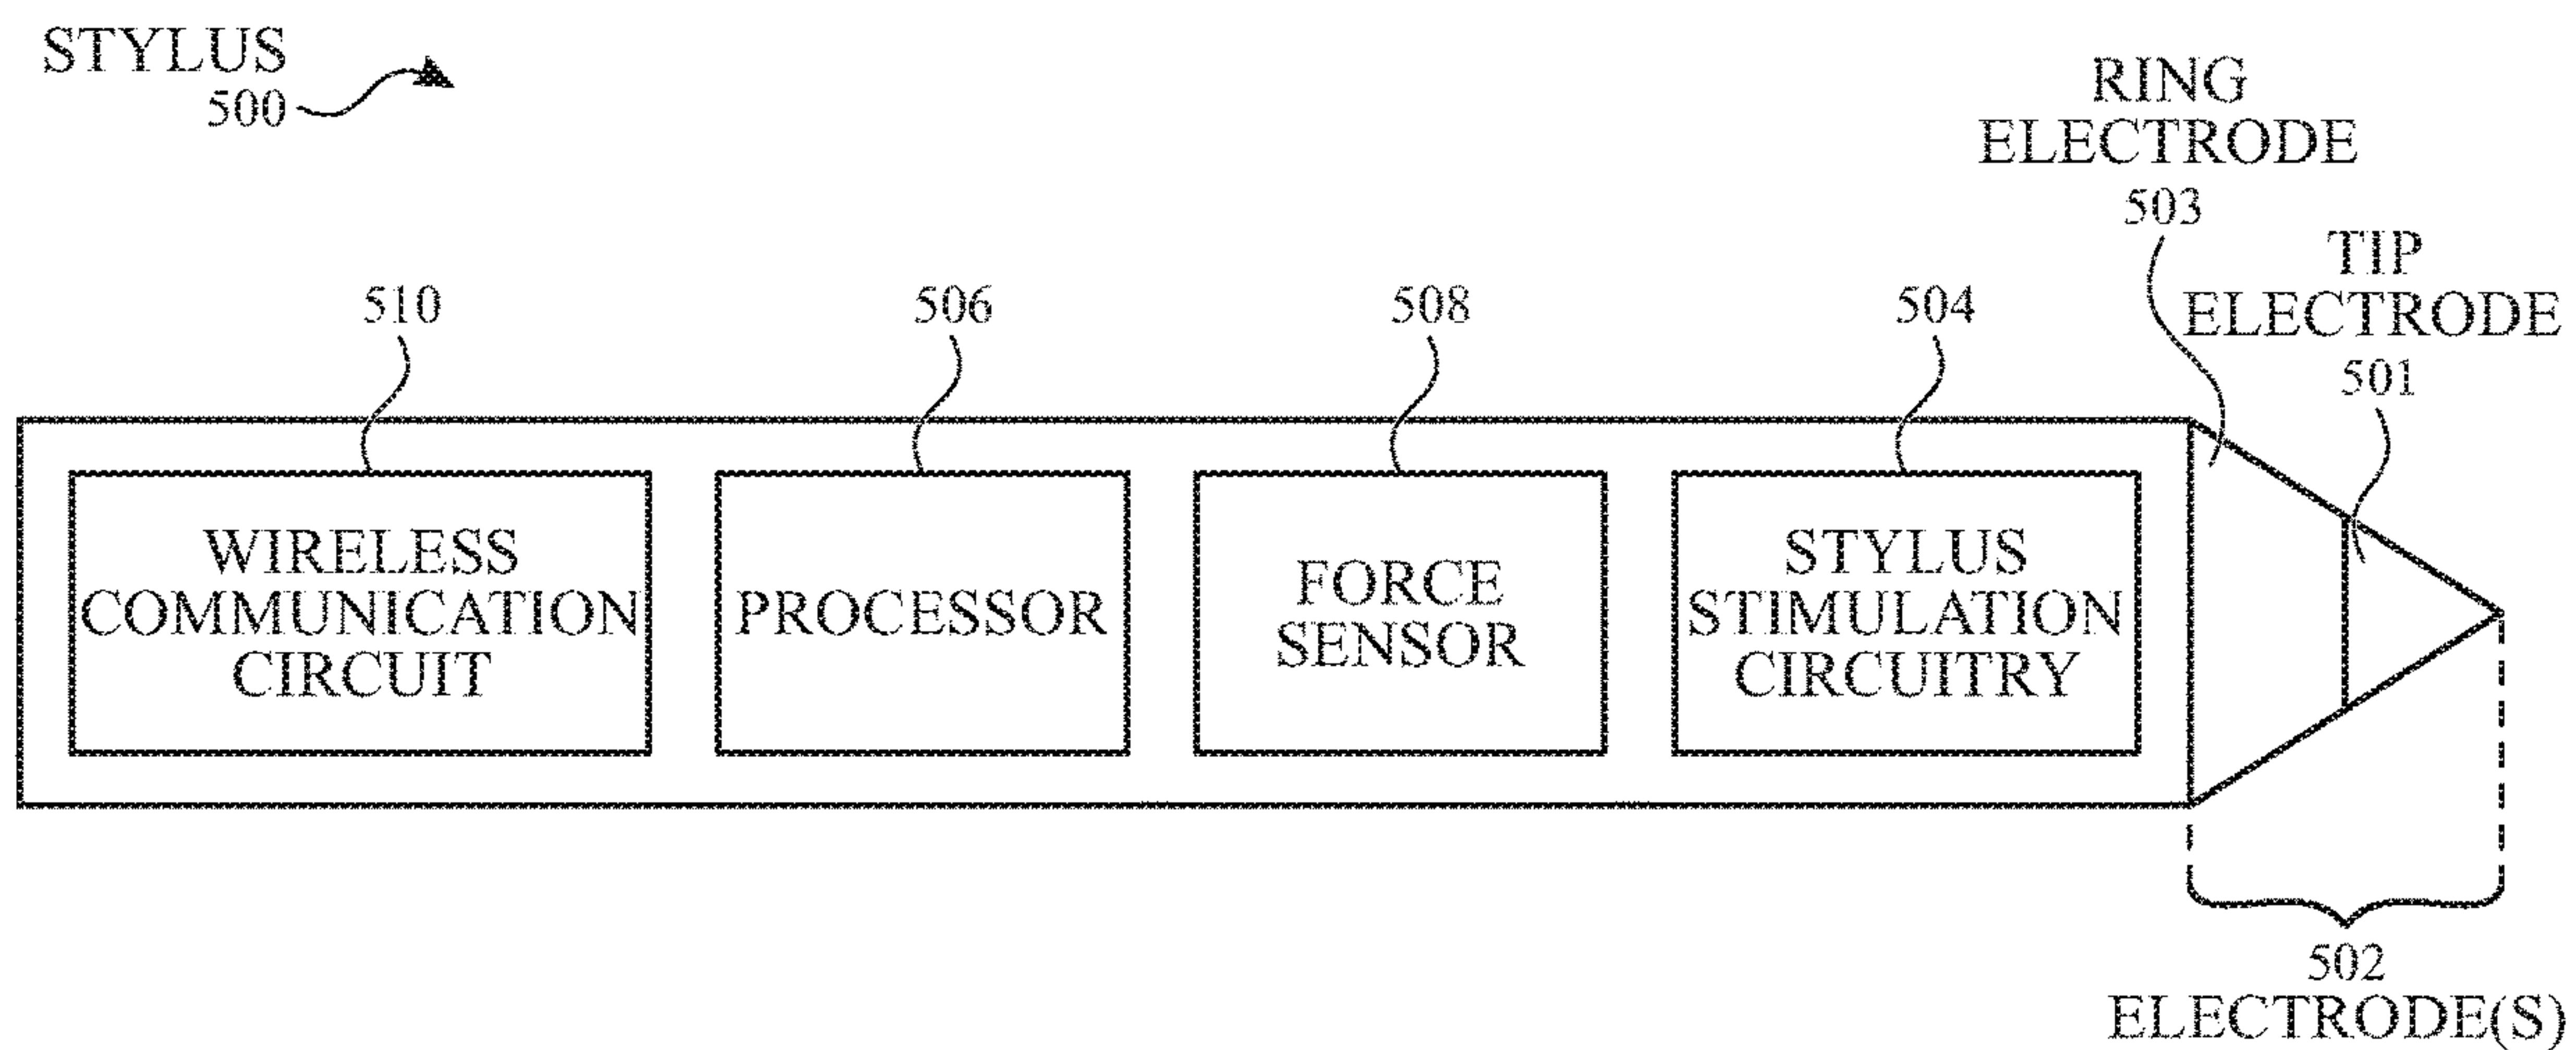 STYLUS
500
RING
ELECTRODE
503
TIP
ELECTRODE
501
510
506
508
504
WIRELESS
COMMUNICATION
CIRCUIT
PROCESSOR
FORCE
SENSOR
STYLUS
STIMULATION
CIRCUITRY
502
ELECTRODE(S)